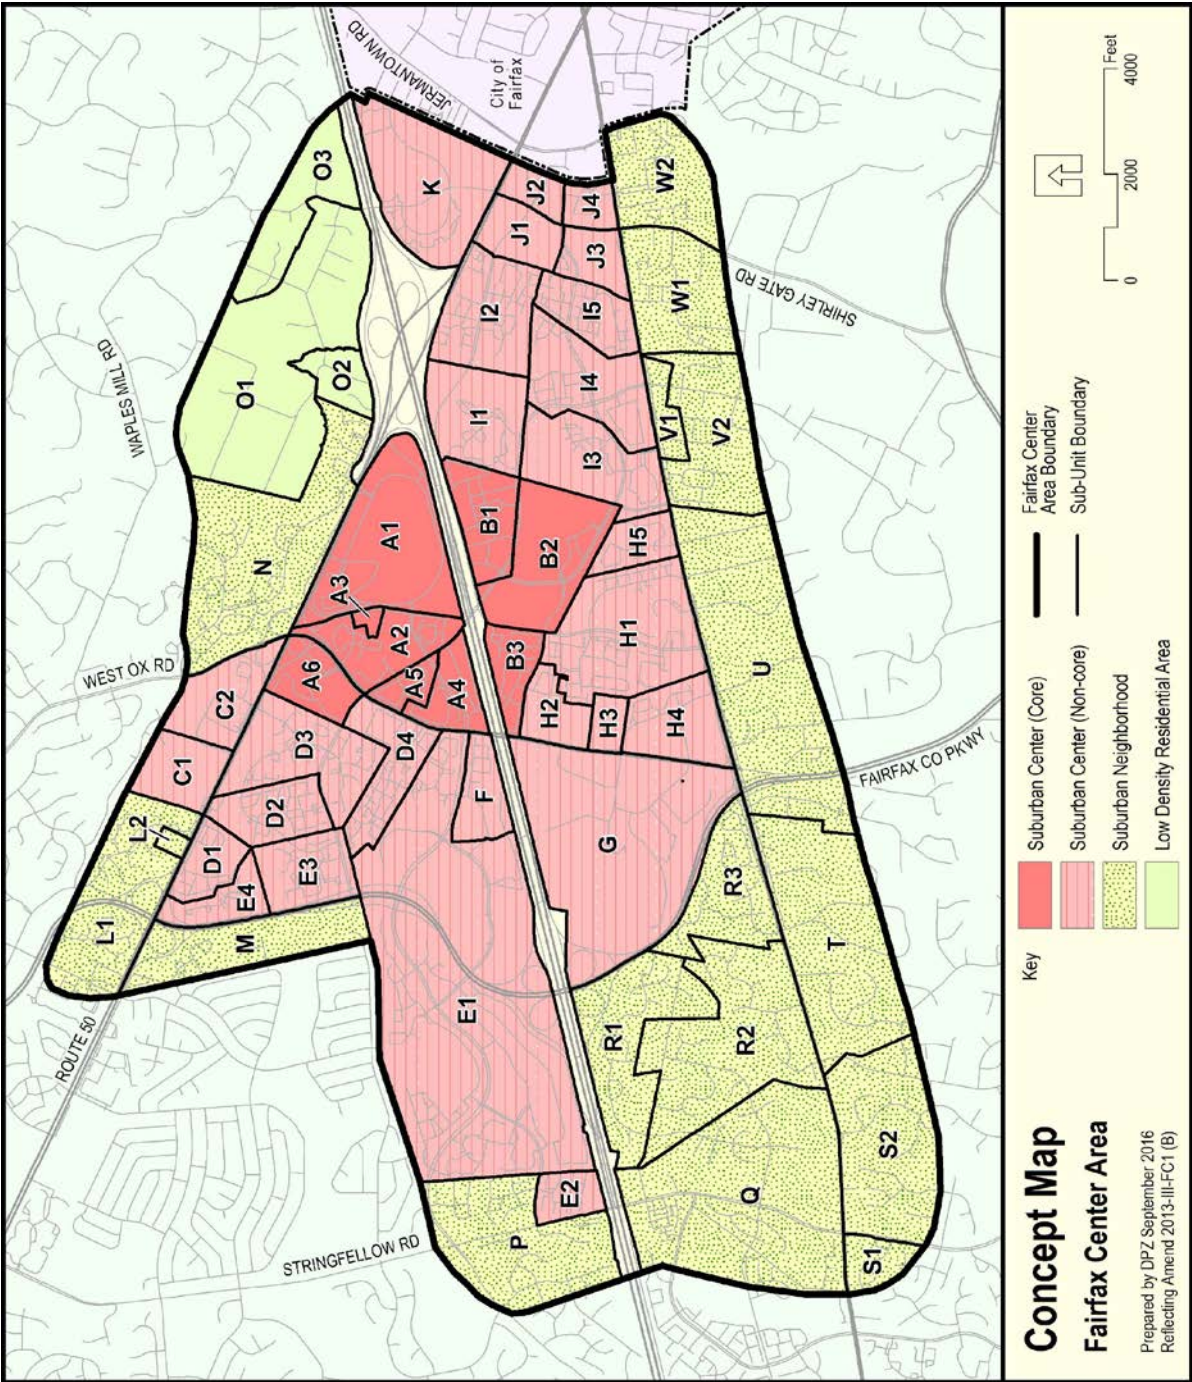 ROUTE 50
STRINGFELLOW RD
WEST OX RD
WAPLES MILL RD
JERMANTOWN RD
City of
Fairfax
SHIRLEY GATE RD
FAIRFAX CO PKWY
L1
L2
C1
C2
N
O1
O2
O3
M
E4
D1
E3
D2
D3
D4
A6
A3
A1
A2
A5
A4
K
P
E2
E1
F
B3
B1
B2
I1
I2
J1
J2
J3
J4
I3
I4
I5
G
H2
H3
H4
H1
H5
R1
R2
R3
Q
S1
S2
T
U
V1
V2
W1
W2
Concept Map
Fairfax Center Area
Prepared by DPZ September 2016
Reflecting Amend 2013-III-FC1 (B)
Key
Suburban Center (Core)
Suburban Center (Non-core)
Suburban Neighborhood
Low Density Residential Area
Fairfax Center
Area Boundary
Sub-Unit Boundary
0
2000
4000
Feet